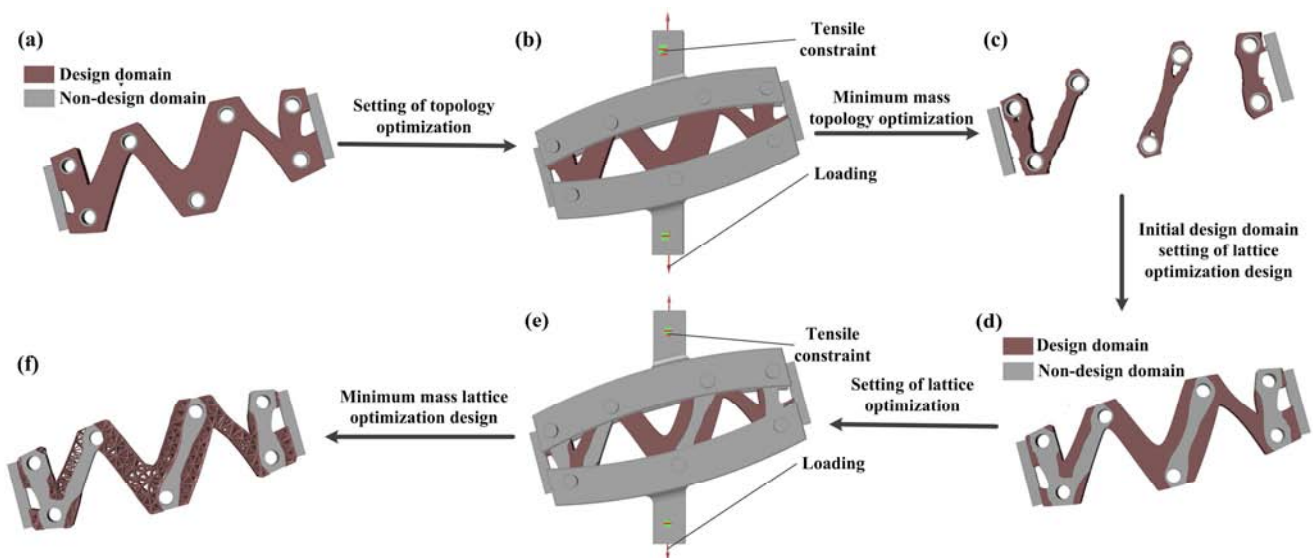 (a)
Design domain
Non-design domain
Setting of topology
optimization
(b)
Tensile
constraint
Loading
Minimum mass
topology optimization
(c)
Initial design domain
setting of lattice
optimization design
(d)
Design domain
Non-design domain
Setting of lattice
optimization
(e)
Tensile
constraint
Loading
Minimum mass lattice
optimization design
(f)